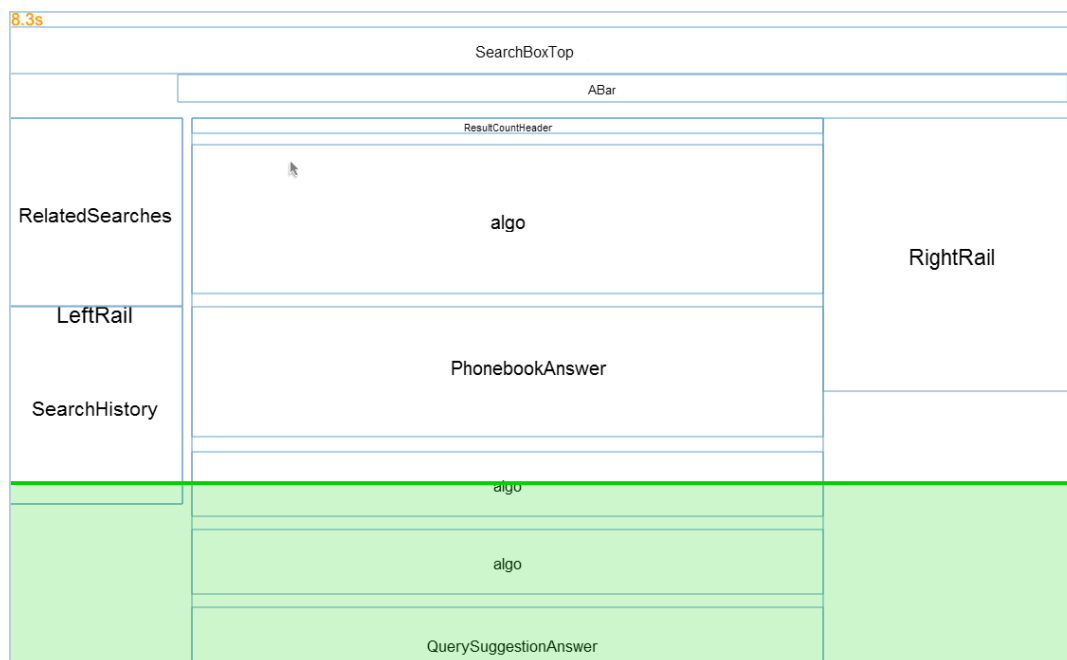 8.3s
SearchBoxTop
ABar
ResultCountHeader
RelatedSearches
algo
RightRail
LeftRail
PhonebookAnswer
SearchHistory
algo
algo
QuerySuggestionAnswer